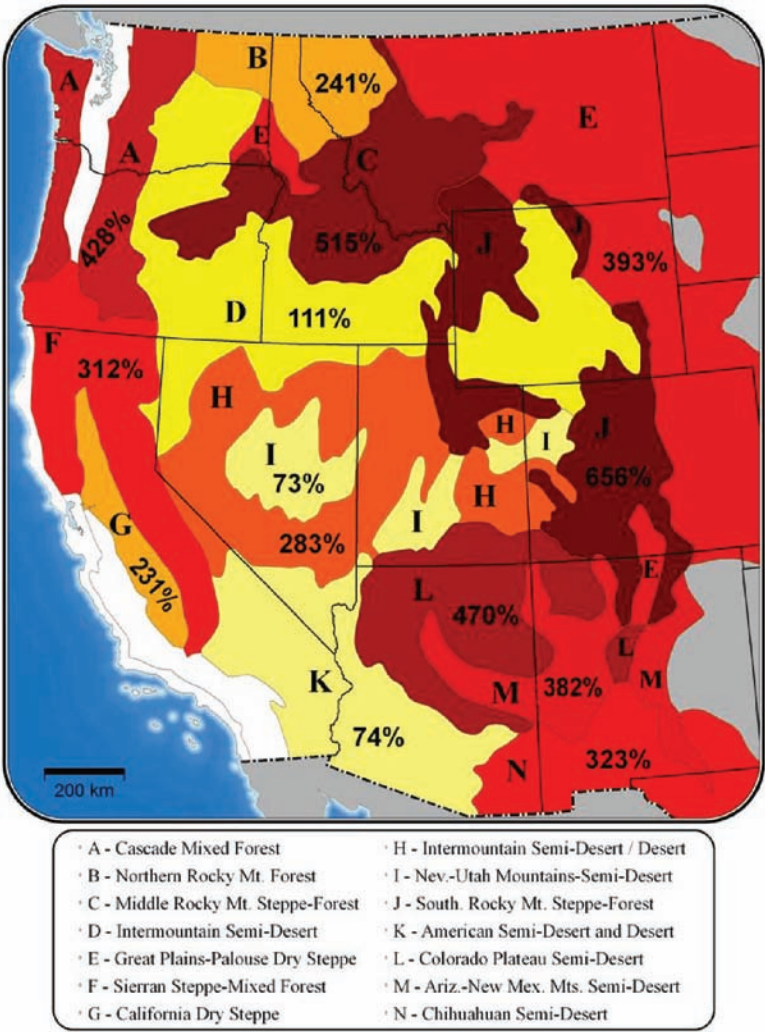 B
A
241%
E
E
A
C
428%
515%
J
J
393%
D
111%
F
312%
H
H
I
J
I
73%
656%
H
I
G
283%
231%
E
L
470%
L
K
M
382%
M
74%
N
323%
200 km
A - Cascade Mixed Forest
B - Northern Rocky Mt. Forest
C - Middle Rocky Mt. Steppe-Forest
D - Intermountain Semi-Desert
E - Great Plains-Palouse Dry Steppe
F - Sierran Steppe-Mixed Forest
G - California Dry Steppe
H - Intermountain Semi-Desert / Desert
I - Nev.-Utah Mountains-Semi-Desert
J - South. Rocky Mt. Steppe-Forest
K - American Semi-Desert and Desert
L - Colorado Plateau Semi-Desert
M - Ariz.-New Mex. Mts. Semi-Desert
N - Chihuahuan Semi-Desert